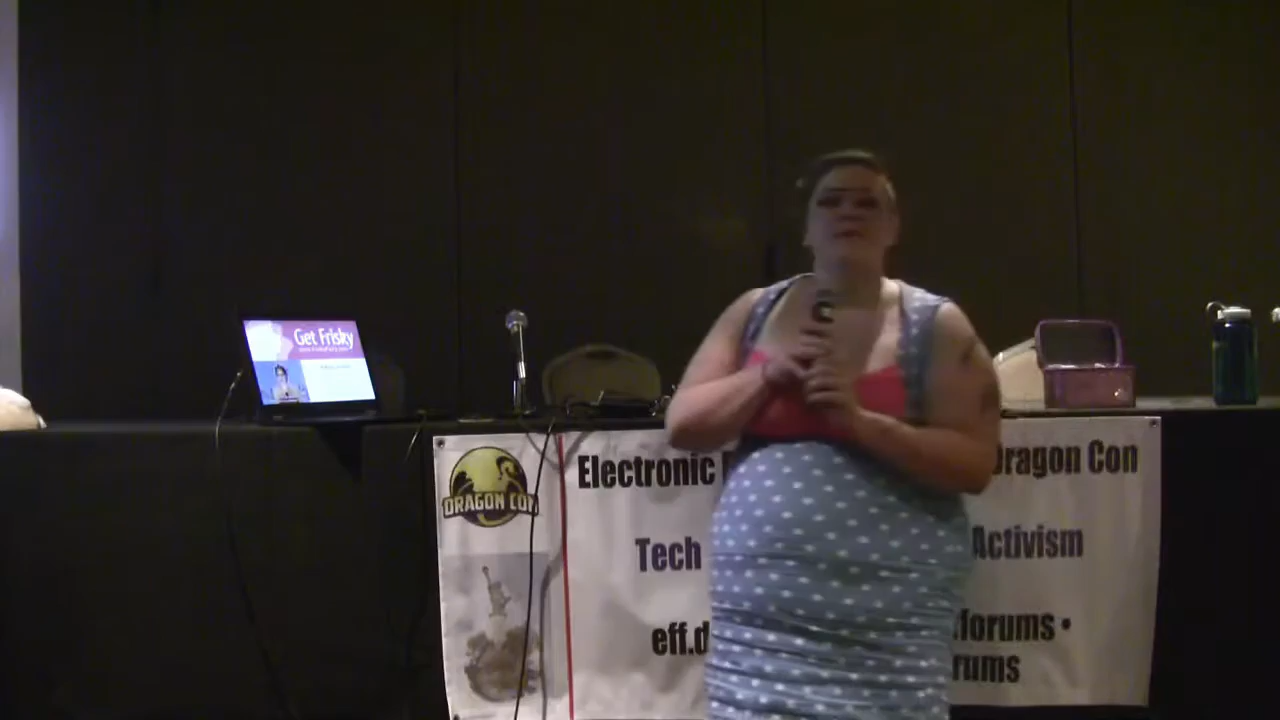 Get Frisky
DRAGON CON
Electronic
Dragon Con
Tech
Activism
eff.d
forums •
rums